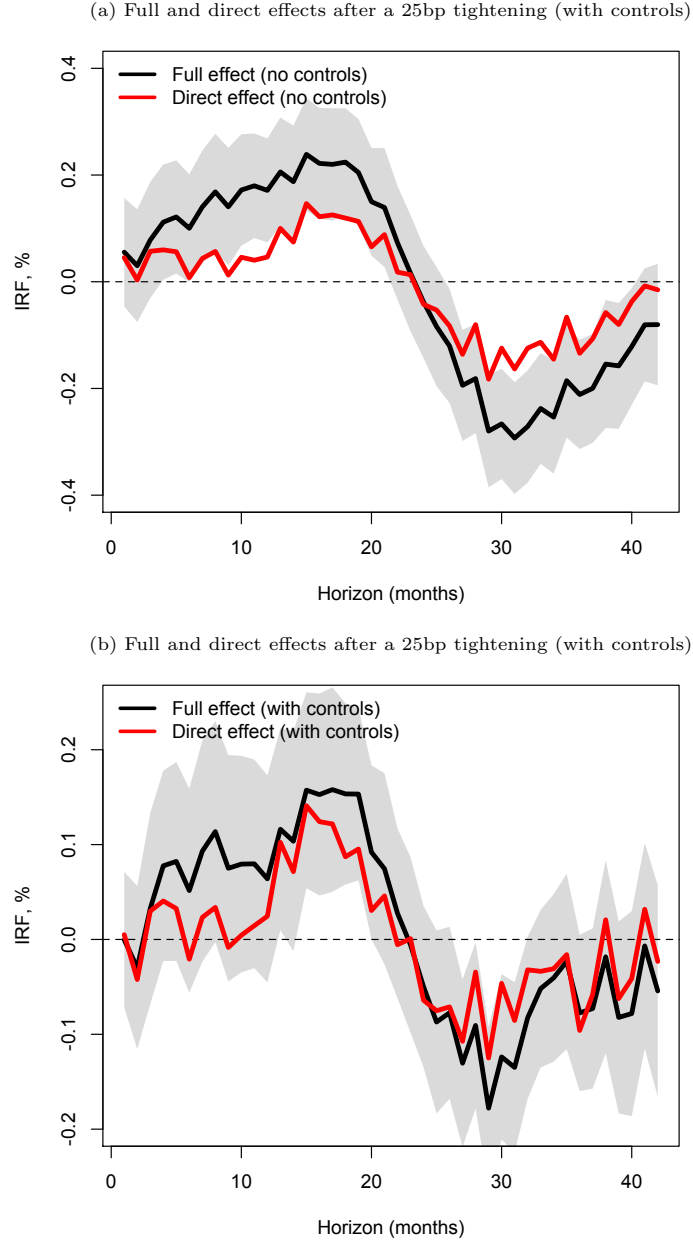 (a) Full and direct effects after a 25bp tightening (with controls)
Full effect (no controls)
Direct effect (no controls)
0.4
0.2
0.0
-0.2
-0.4
IRF, %
0
10
20
30
40
Horizon (months)
(b) Full and direct effects after a 25bp tightening (with controls)
Full effect (with controls)
Direct effect (with controls)
0.2
0.1
0.0
-0.1
-0.2
IRF, %
0
10
20
30
40
Horizon (months)